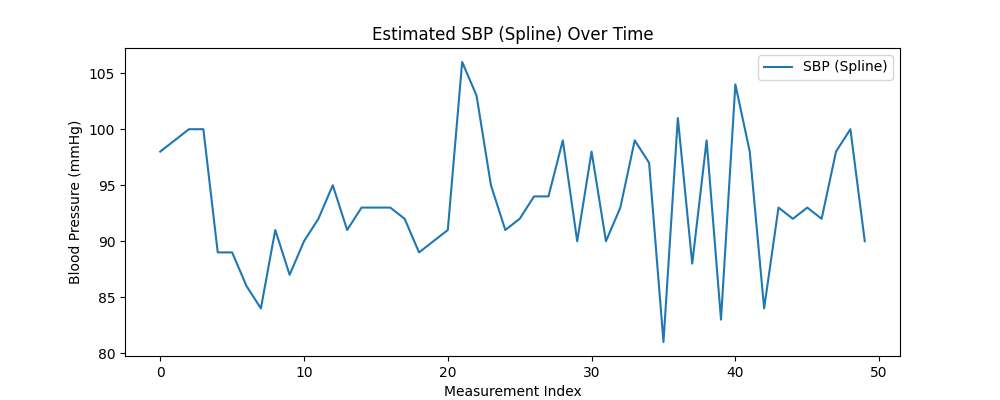 Estimated SBP (Spline) Over Time
SBP (Spline)
Blood Pressure (mmHg)
105
100
95
90
85
80
0 10 20 30 40 50
Measurement Index